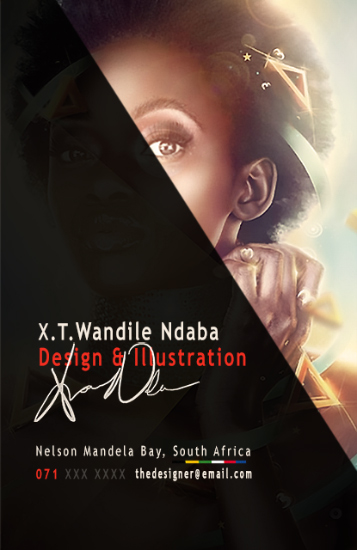 X.T.Wandile Ndaba
Design & Illustration
Nelson Mandela Bay, South Africa
071 XXX XXXX thedesigner@email.com